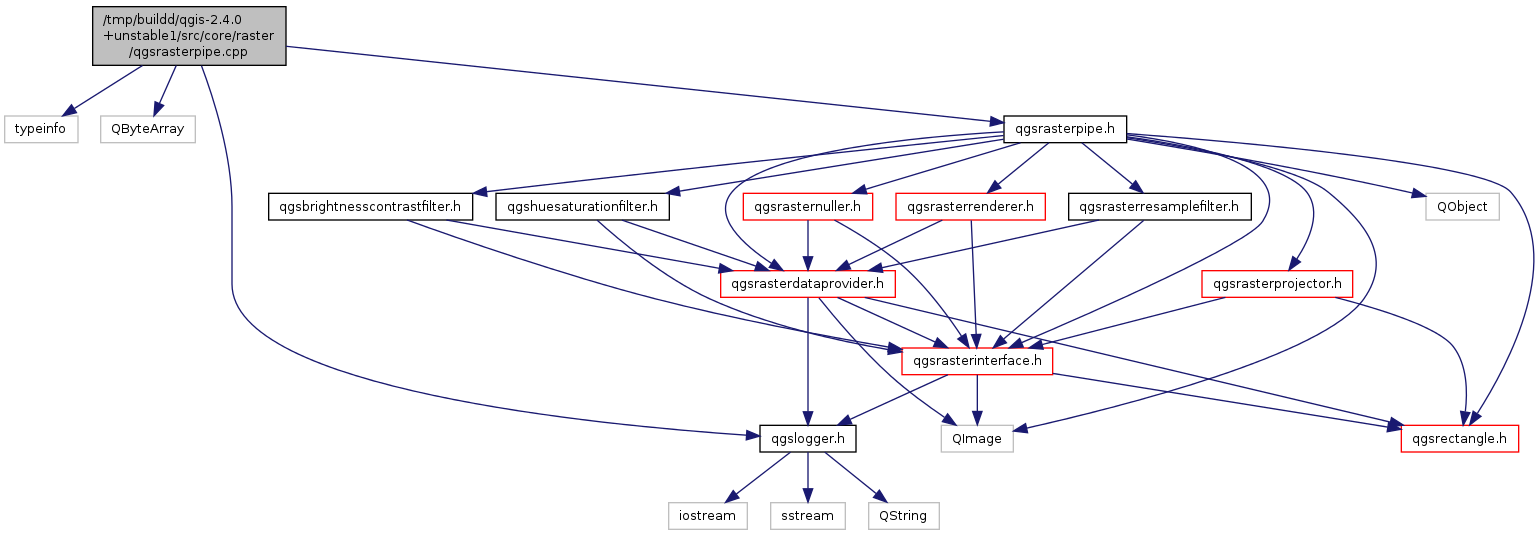 /tmp/buildd/qgis-2.4.0
+unstable1/src/core/raster
/qgsrasterpipe.cpp
typeinfo
QByteArray
qgsrasterpipe.h
qgsbrightnesscontrastfilter.h
qgshuesaturationfilter.h
qgsrasternuller.h
qgsrasterrenderer.h
qgsrasterresamplefilter.h
QObject
qgsrasterdataprovider.h
qgsrasterprojector.h
qgsrasterinterface.h
qgslogger.h
QImage
qgsrectangle.h
iostream
sstream
QString